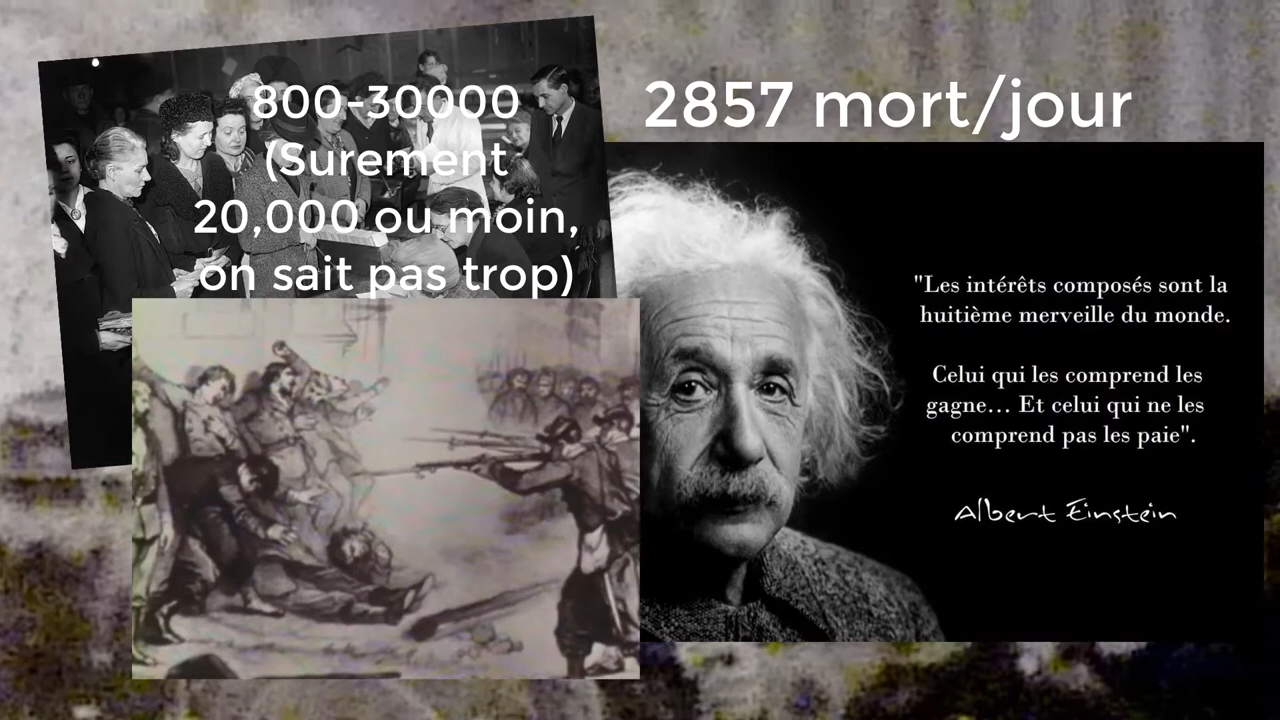 800-30000
(Surement
20,000 ou moin,
on sait pas trop)
2857 mort/jour
"Les intérêts composés sont la
huitième merveille du monde.
Celui qui les comprend les
gagne… Et celui qui ne les
comprend pas les paie".
Albert Einstein